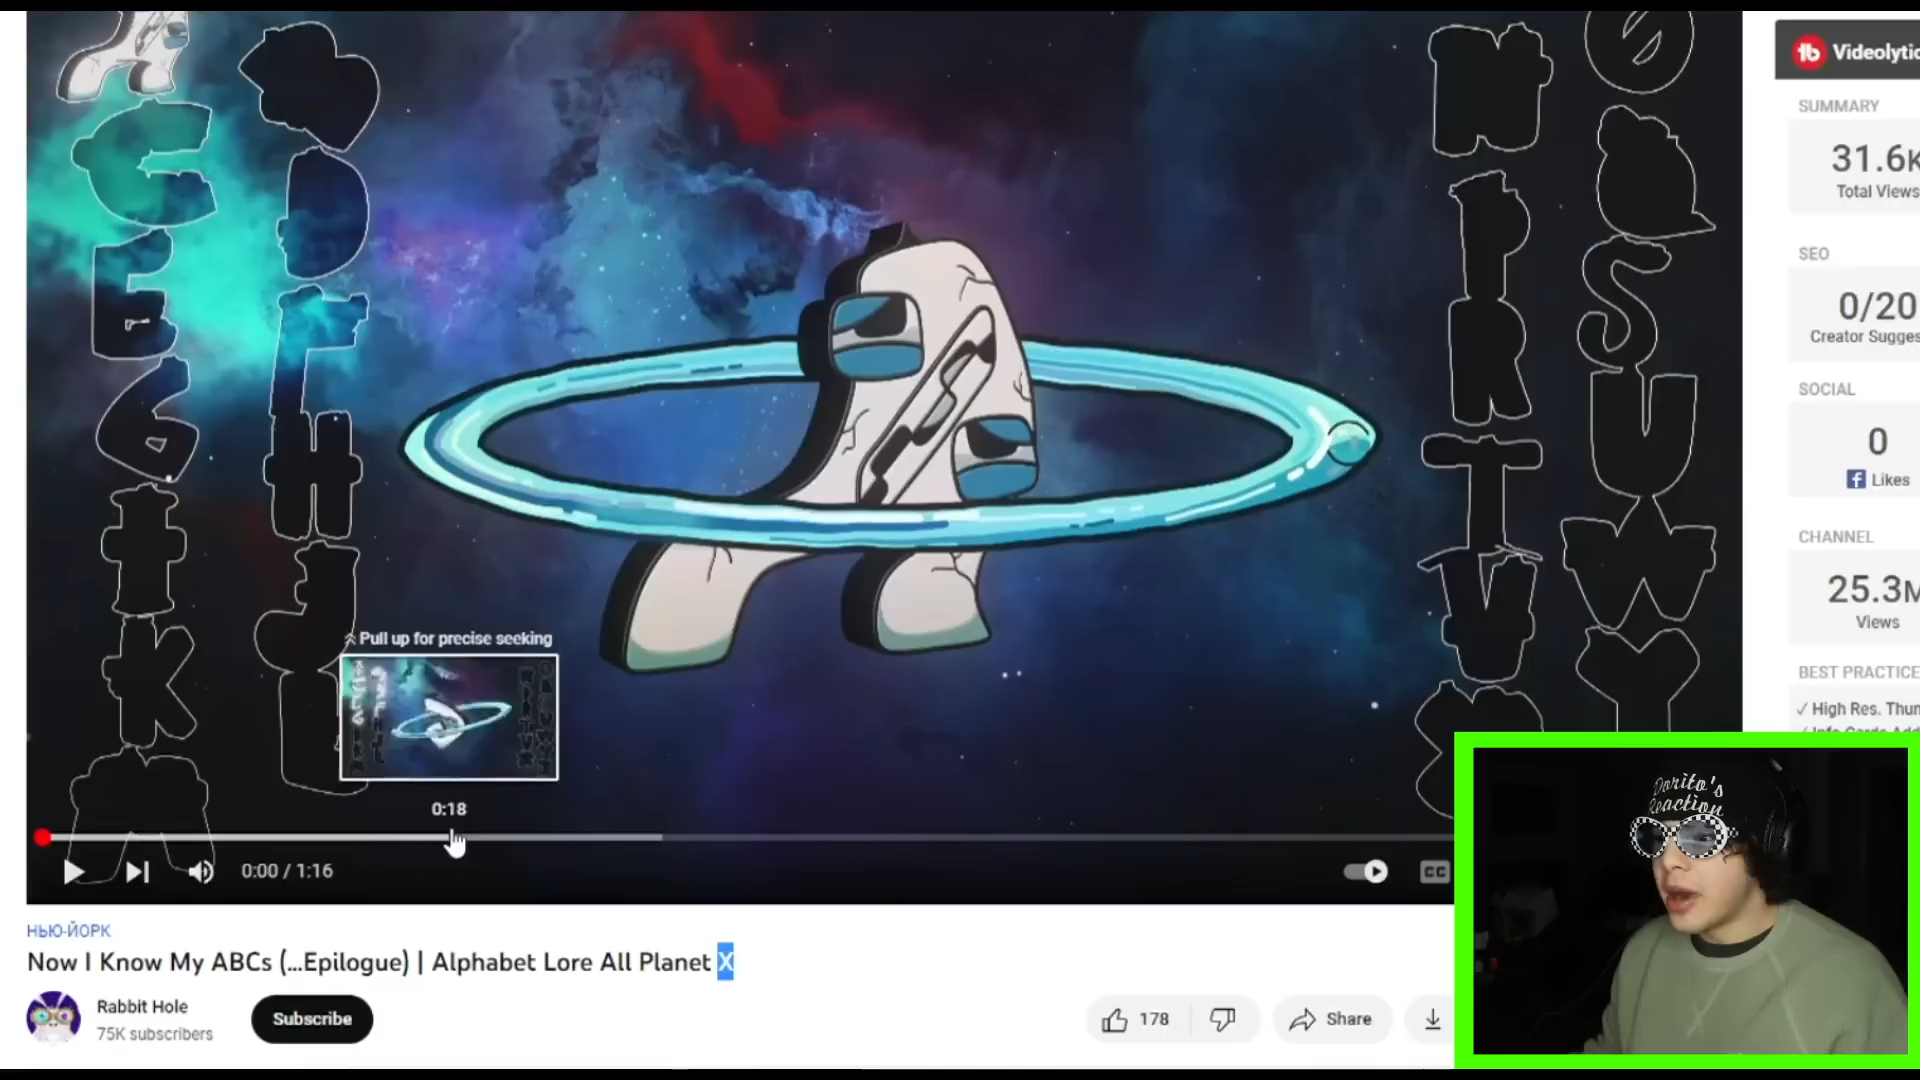 Videolytic
SUMMARY
31.6K
Total Views
SEO
0/20
Creator Sugges
SOCIAL
0
Likes
CHANNEL
25.3M
Views
BEST PRACTICE
✓ High Res. Thum
Pull up for precise seeking
0:18
0:00 / 1:16
CC
НЬЮ-ЙОРК
Now I Know My ABCs (...Epilogue) | Alphabet Lore All Planet X
Rabbit Hole
75K subscribers
Subscribe
178
Share
Dorito's
Reaction